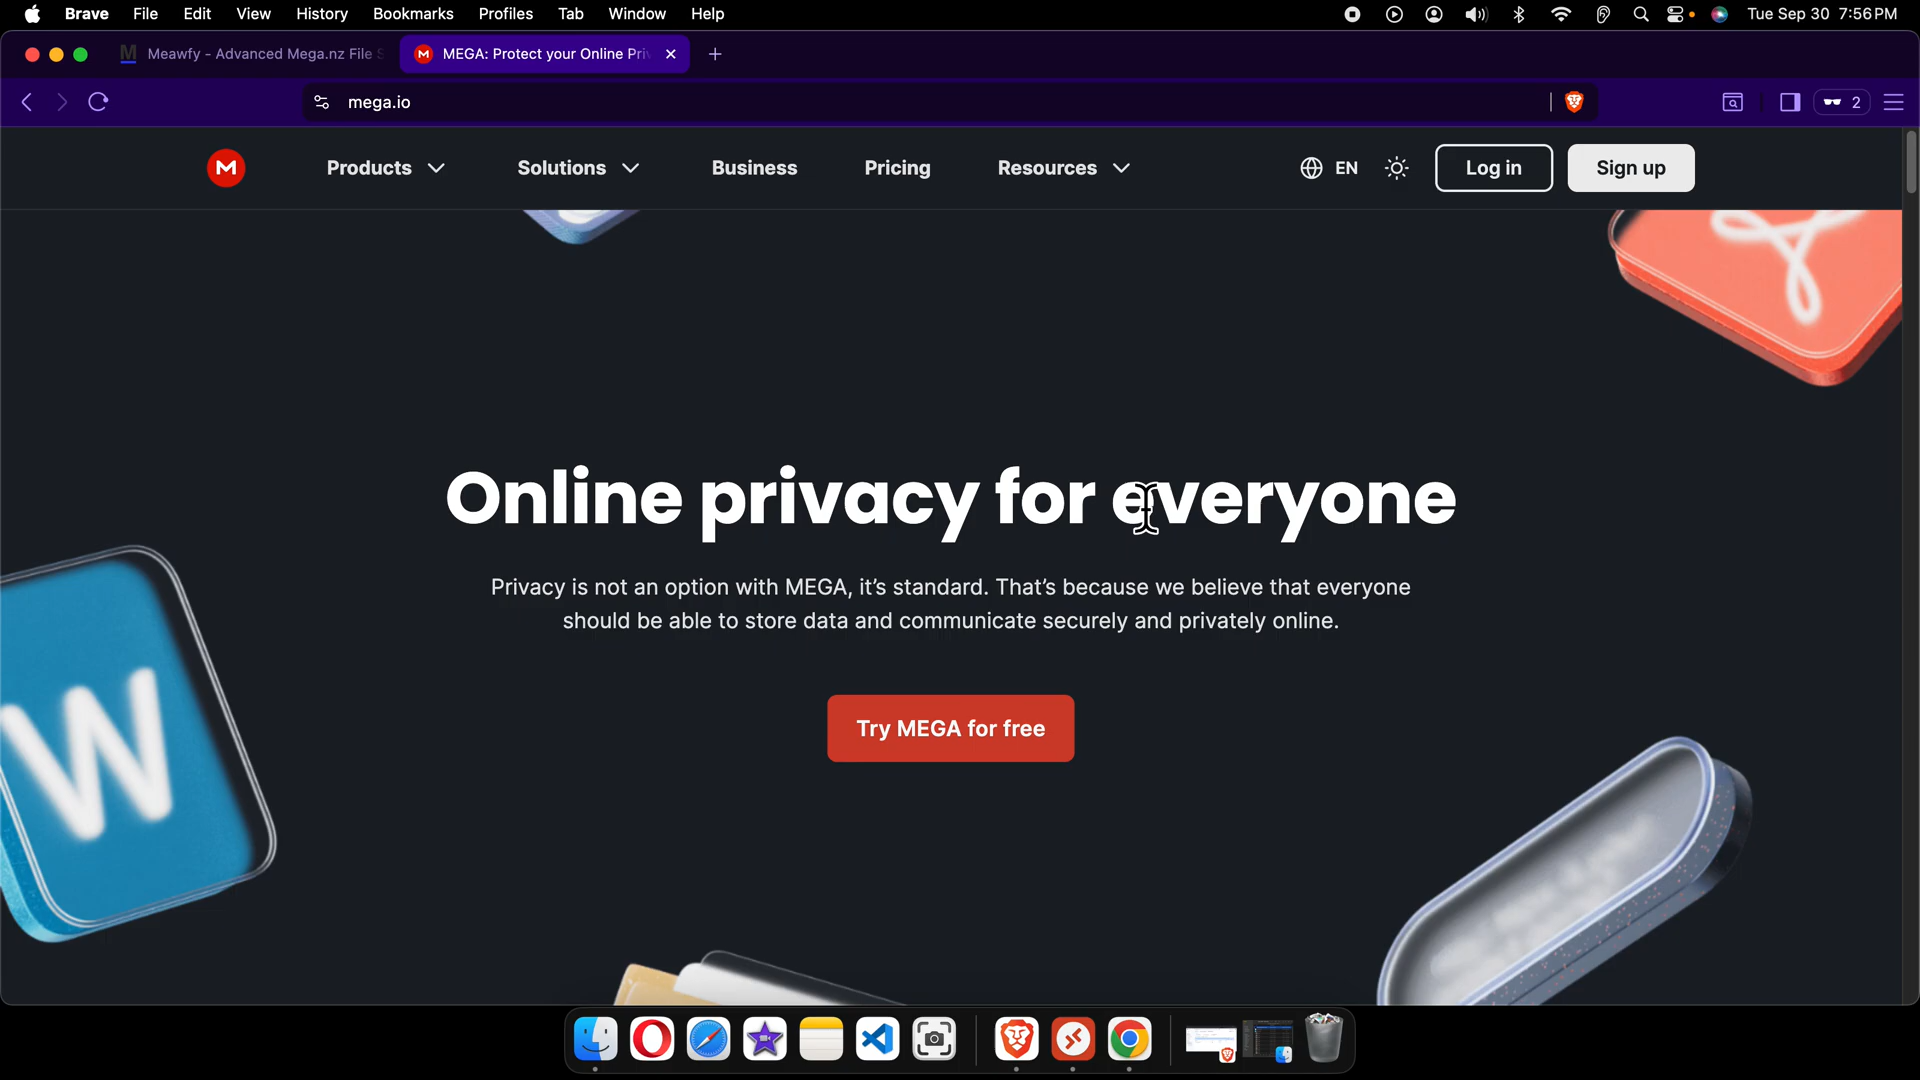 Brave File Edit View History Bookmarks Profiles Tab Window Help Tue Sep 30 7:56 PM
Meawfy - Advanced Mega.nz File MEGA: Protect your Online Pri
mega.io 2
M Products Solutions Business Pricing Resources EN Log in Sign up
Online privacy for everyone
Privacy is not an option with MEGA, it's standard. That's because we believe that everyone
should be able to store data and communicate securely and privately online.
W
Try MEGA for free